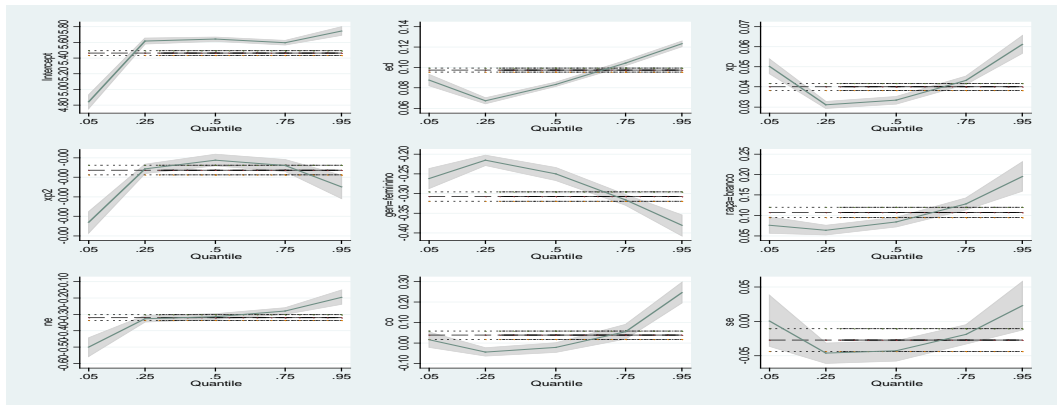 Intercept
4.80 5.00 5.20 5.40 5.60 5.80
.05 .25 .5 .75 .95
Quantile
ed
0.06 0.08 0.10 0.12 0.14
.05 .25 .5 .75 .95
Quantile
xp
0.03 0.04 0.05 0.06 0.07
.05 .25 .5 .75 .95
Quantile
xp2
-0.00 -0.00 -0.00 -0.00 -0.00
.05 .25 .5 .75 .95
Quantile
gen=feminino
-0.40 -0.35 -0.30 -0.25 -0.20
.05 .25 .5 .75 .95
Quantile
raça=branco
0.05 0.10 0.15 0.20 0.25
.05 .25 .5 .75 .95
Quantile
ne
-0.60 -0.50 -0.40 -0.30 -0.20 -0.10
.05 .25 .5 .75 .95
Quantile
co
-0.10 0.00 0.10 0.20 0.30
.05 .25 .5 .75 .95
Quantile
se
-0.05 0.00 0.05
.05 .25 .5 .75 .95
Quantile